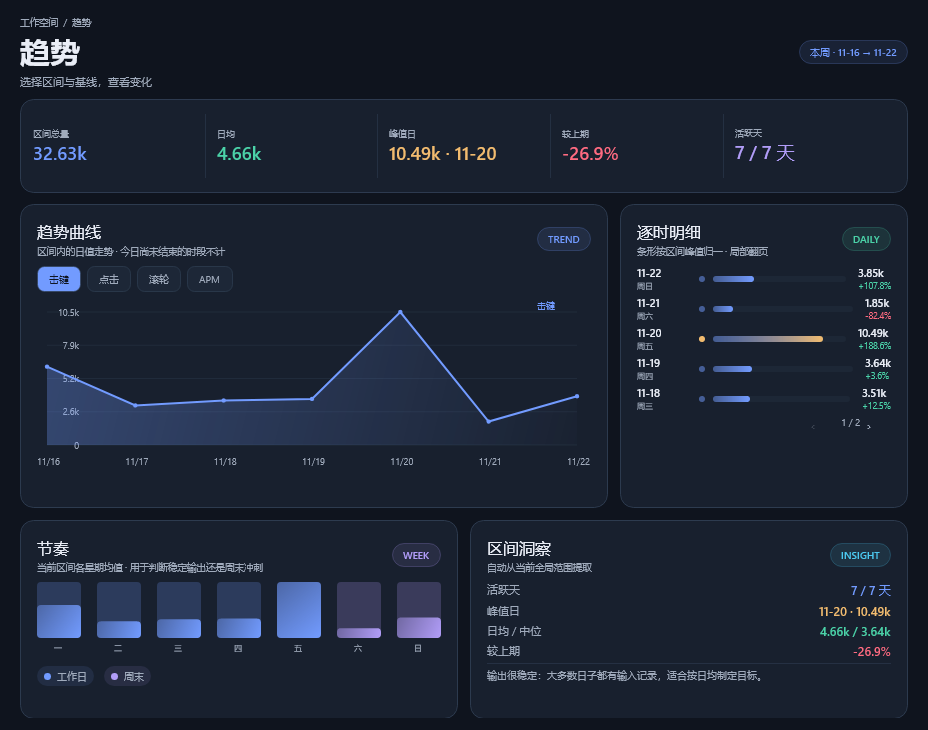 工作空间 / 趋势
趋势
本周 · 11-16 → 11-22
选择区间与基线，查看变化
区间总量
32.63k
日均
4.66k
峰值日
10.49k · 11-20
较上期
-26.9%
活跃天
7 / 7 天
趋势曲线
区间内的日值走势 · 今日尚未结束的时段不计
TREND
击键
点击
滚轮
APM
击键
10.5k
7.9k
5.2k
2.6k
0
11/16
11/17
11/18
11/19
11/20
11/21
11/22
逐时明细
条形按区间峰值归一 · 局部翻页
DAILY
11-22
周日
3.85k
+107.8%
11-21
周六
1.85k
-82.4%
11-20
周五
10.49k
+188.6%
11-19
周四
3.64k
+3.6%
11-18
周三
3.51k
+12.5%
‹ 1 / 2 ›
节奏
当前区间各星期均值 · 用于判断稳定输出还是周末冲刺
WEEK
一
二
三
四
五
六
日
工作日
周末
区间洞察
自动从当前全局范围提取
INSIGHT
活跃天
7 / 7 天
峰值日
11-20 · 10.49k
日均 / 中位
4.66k / 3.64k
较上期
-26.9%
输出很稳定：大多数日子都有输入记录，适合按日均制定目标。